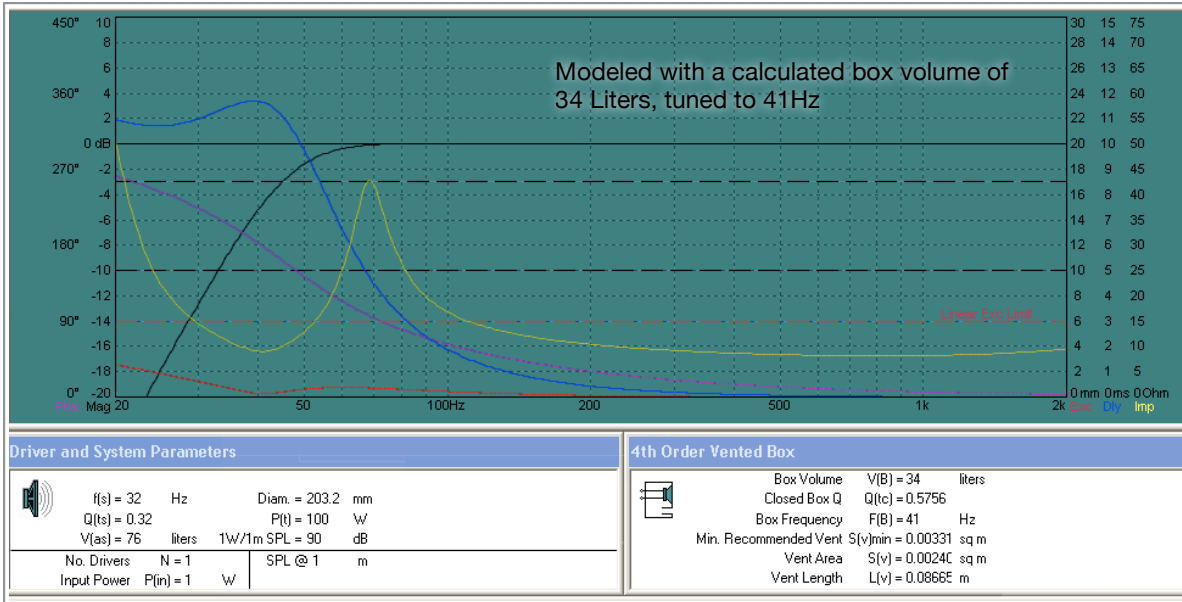 450° 10 30 15 75
8 28 14 70
6 26 13 65
360° 4 24 12 60
2 22 11 55
0 dB 20 10 50
270° -2 18 9 45
-4 16 8 40
-6 14 7 35
180° -8 12 6 30
-10 10 5 25
-12 8 4 20
90° -14 6 3 15
-16 4 2 10
-18 2 1 5
0° -20 0 mm 0 ms 0 Ohm
Modeled with a calculated box volume of
34 Liters, tuned to 41Hz
Linear Exc Limit
Phs Mag 20 50 100Hz 200 500 1k 2k Exc Dly Imp
Driver and System Parameters
f(s) = 32 Hz Diam. = 203.2 mm
Q(ts) = 0.32 P(t) = 100 W
V(as) = 76 liters 1W/1m SPL = 90 dB
No. Drivers N = 1 SPL @ 1 m
Input Power P(in) = 1 W
4th Order Vented Box
Box Volume V(B) = 34 liters
Closed Box Q Q(tc) = 0.5756
Box Frequency F(B) = 41 Hz
Min. Recommended Vent S(v)min = 0.00331 sq m
Vent Area S(v) = 0.0024 sq m
Vent Length L(v) = 0.0866 m